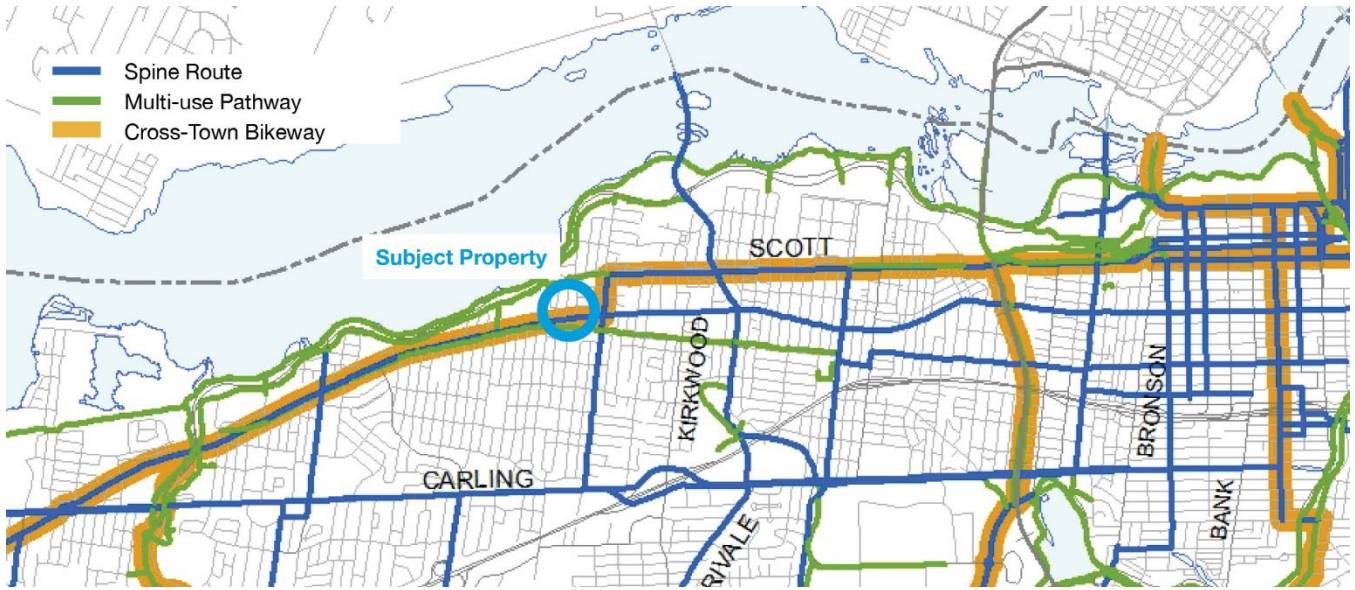 Spine Route
Multi-use Pathway
Cross-Town Bikeway
SCOTT
Subject Property
KIRKWOOD
BRONSON
CARLING
BANK
RIVALE